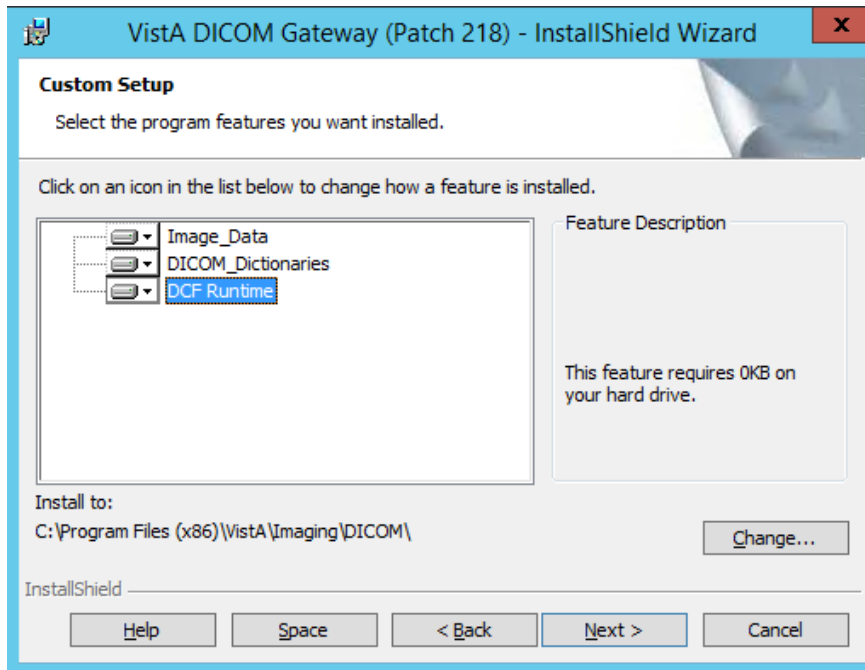 VistA DICOM Gateway (Patch 218) - InstallShield Wizard
x
Custom Setup
Select the program features you want installed.
Click on an icon in the list below to change how a feature is installed.
Image_Data
DICOM_Dictionaries
DCF Runtime
Feature Description
This feature requires 0KB on
your hard drive.
Install to:
C:\Program Files (x86)\VistA\Imaging\DICOM\
Change...
InstallShield
Help
Space
< Back
Next >
Cancel